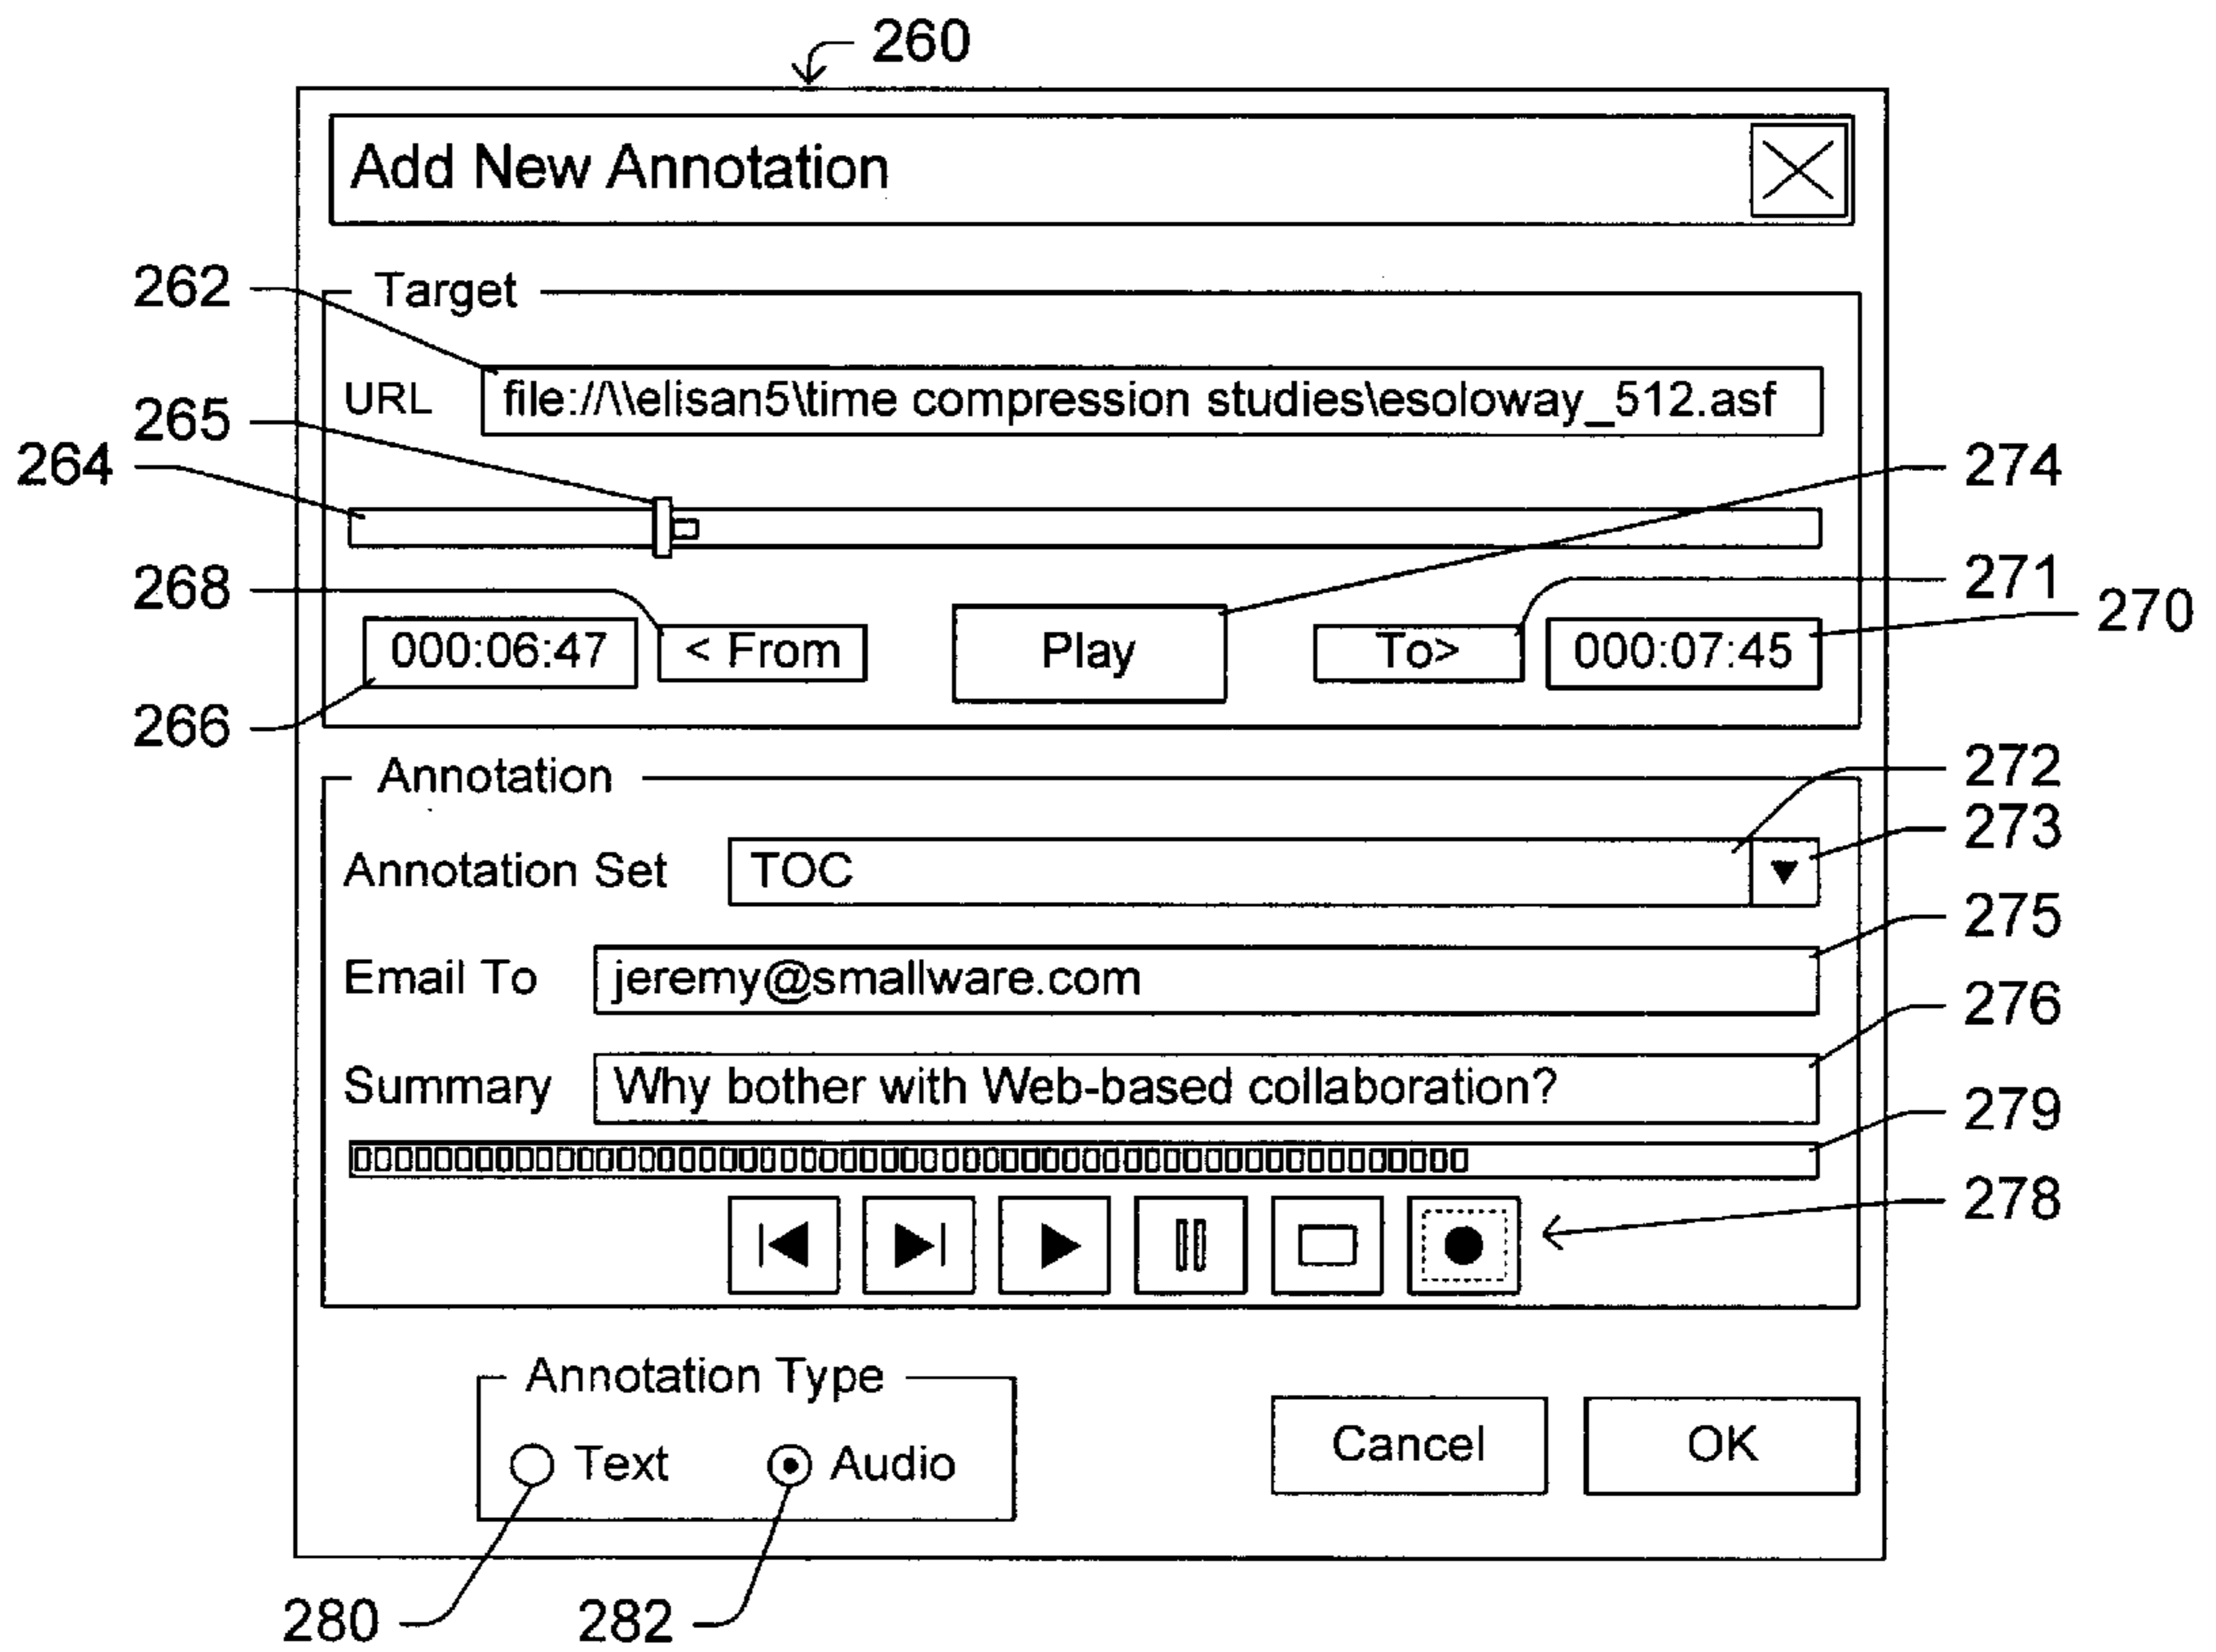 260
Add New Annotation
262
Target
URL
file://\\elisan5\time compression studies\esoloway_512.asf
265
264
274
268
271
270
000:06:47
< From
Play
To>
000:07:45
266
Annotation
272
273
Annotation Set
TOC
275
Email To
jeremy@smallware.com
276
Summary
Why bother with Web-based collaboration?
279
278
Annotation Type
Text
Audio
Cancel
OK
280
282